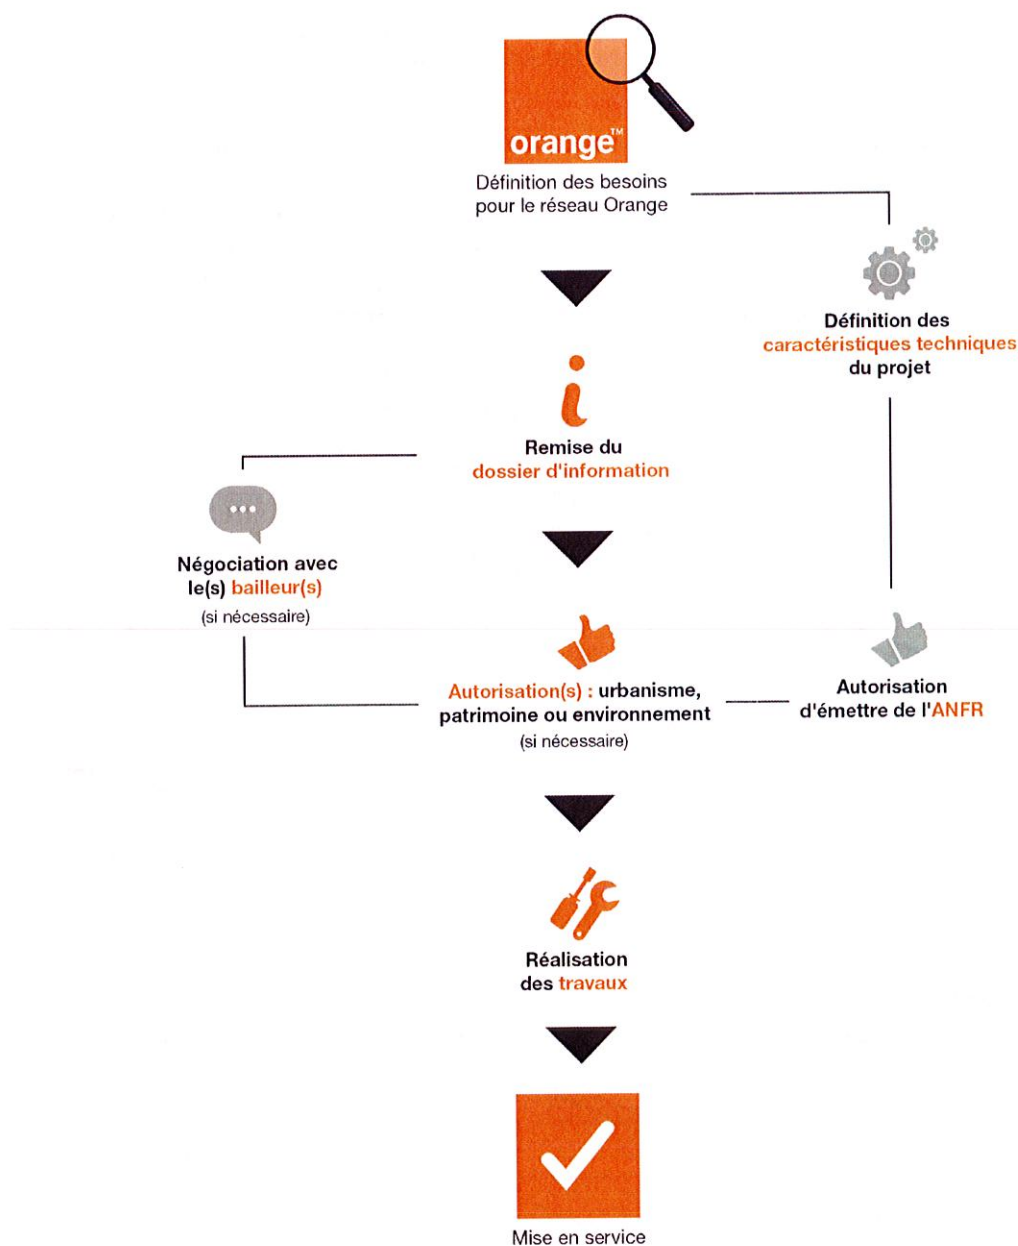 orange™
Définition des besoins
pour le réseau Orange
Définition des
caractéristiques techniques
du projet
Remise du
dossier d'information
Négociation avec
le(s) bailleur(s)
(si nécessaire)
Autorisation(s) : urbanisme,
patrimoine ou environnement
(si nécessaire)
Autorisation
d'émettre de l'ANFR
Réalisation
des travaux
Mise en service